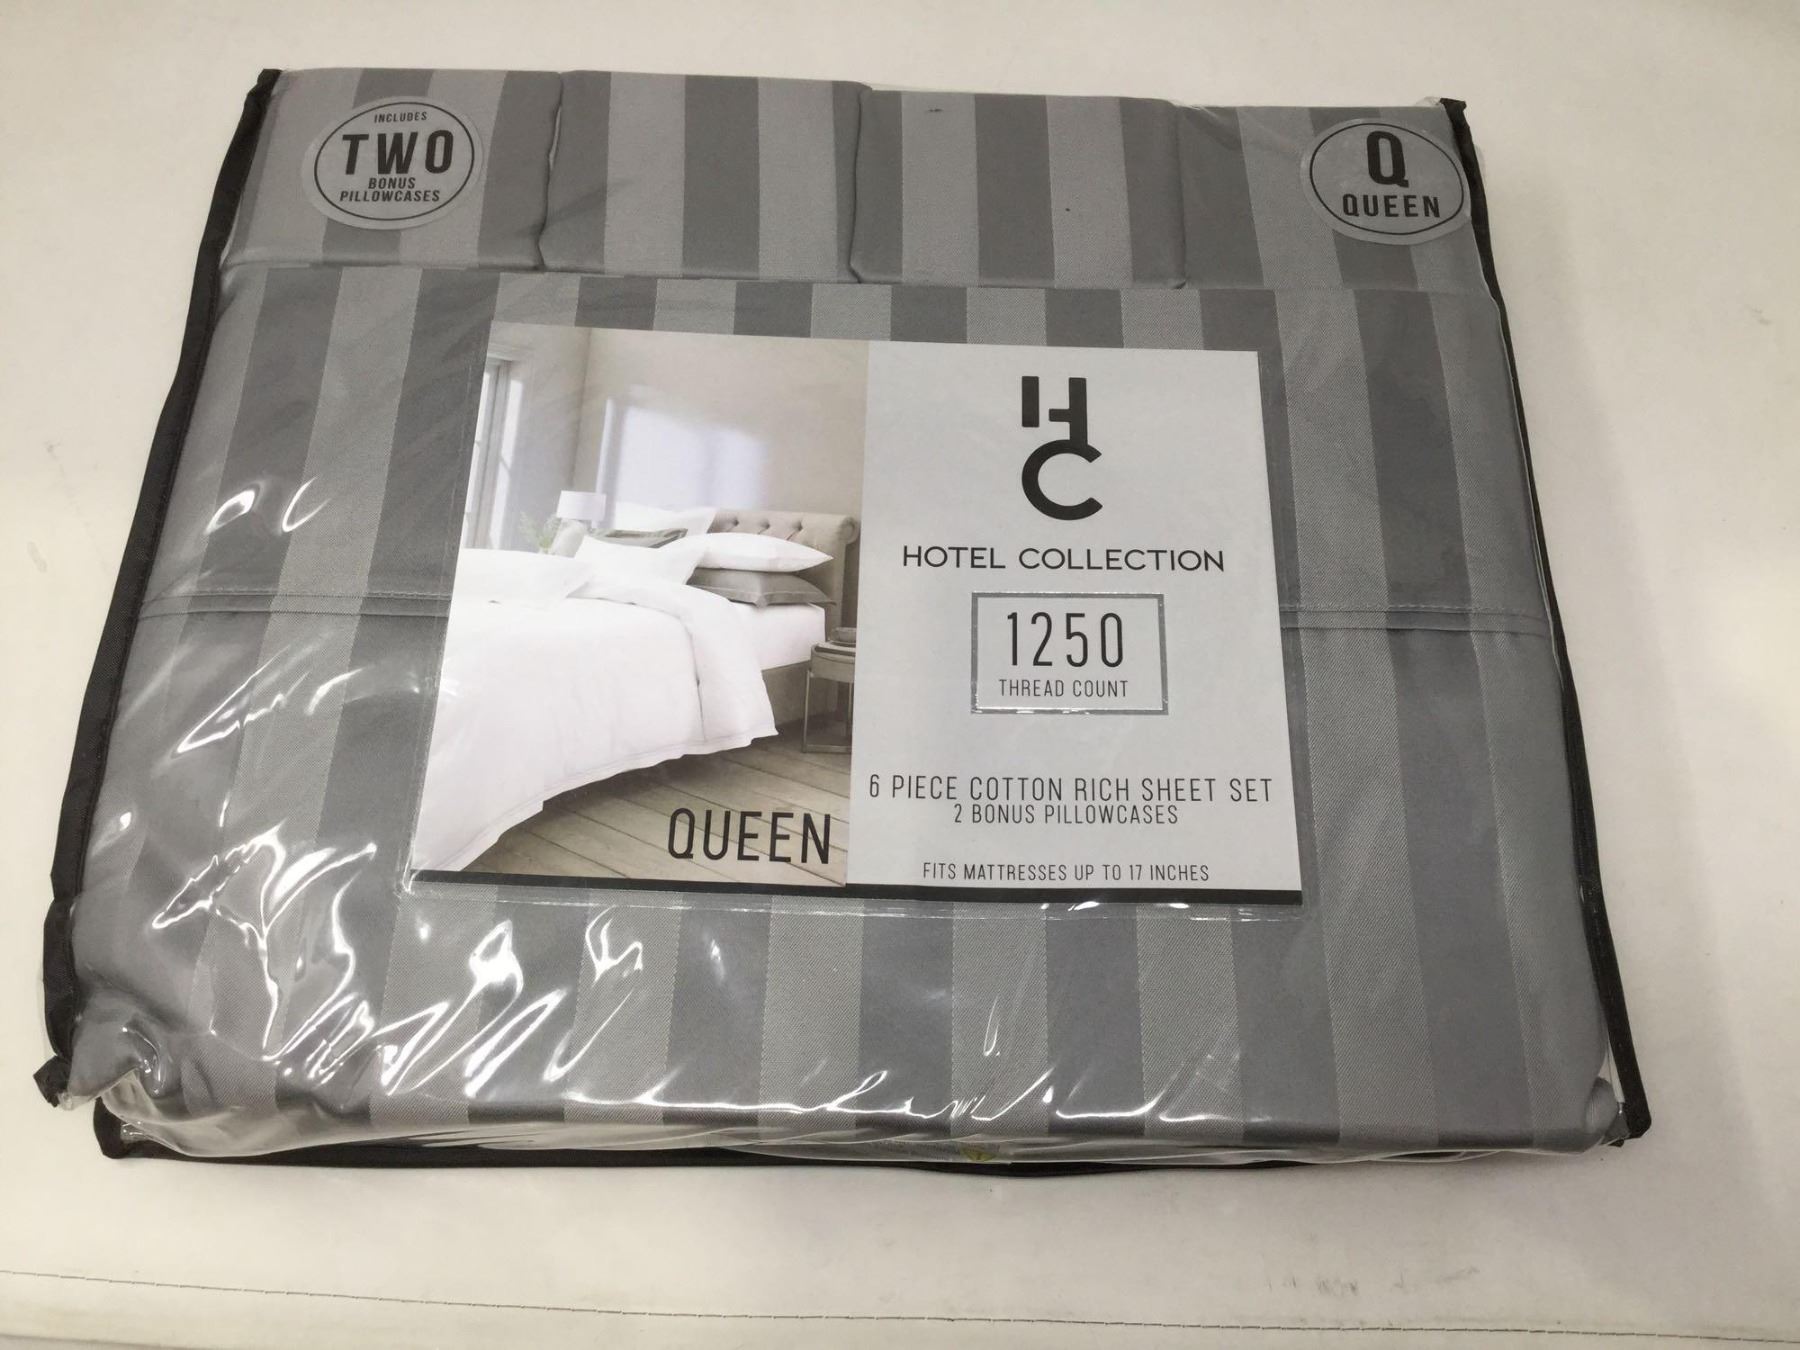 INCLUDES
TWO
BONUS
PILLOWCASES
Q
QUEEN
HC
HOTEL COLLECTION
1250
THREAD COUNT
6 PIECE COTTON RICH SHEET SET
2 BONUS PILLOWCASES
FITS MATTRESSES UP TO 17 INCHES
QUEEN